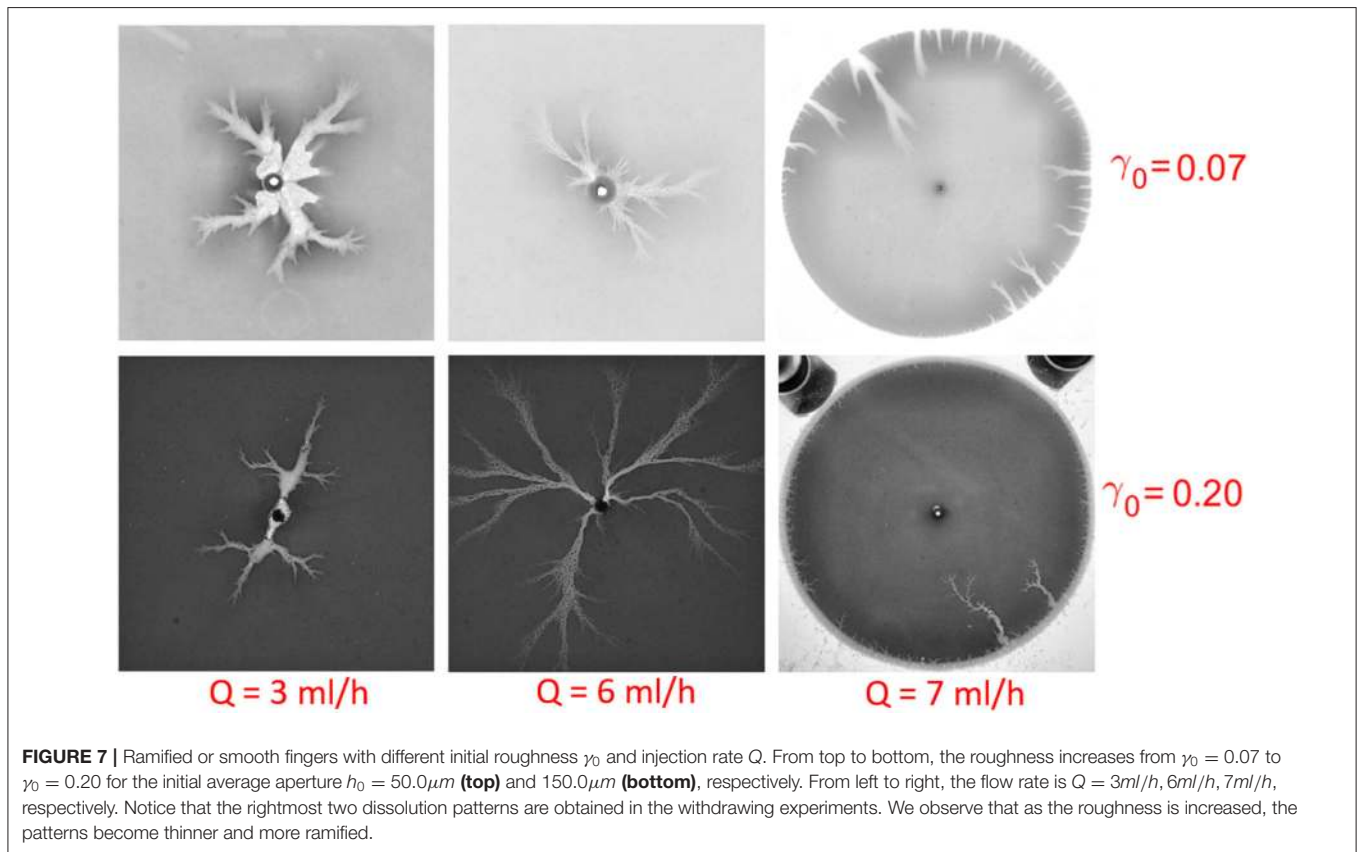 γ₀ = 0.07
γ₀ = 0.20
Q = 3 ml/h Q = 6 ml/h Q = 7 ml/h
FIGURE 7 | Ramified or smooth fingers with different initial roughness γ₀ and injection rate Q. From top to bottom, the roughness increases from γ₀ = 0.07 to
γ₀ = 0.20 for the initial average aperture h₀ = 50.0μm (top) and 150.0μm (bottom), respectively. From left to right, the flow rate is Q = 3ml/h, 6ml/h, 7ml/h,
respectively. Notice that the rightmost two dissolution patterns are obtained in the withdrawing experiments. We observe that as the roughness is increased, the
patterns become thinner and more ramified.